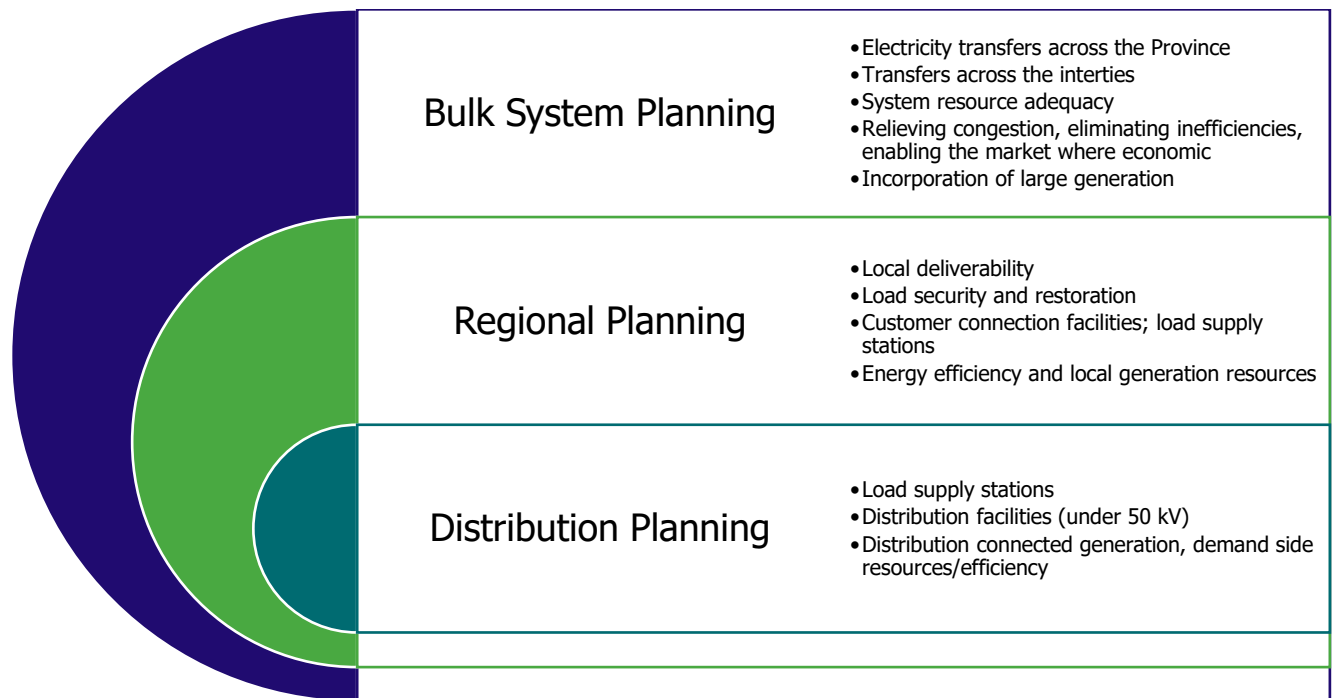 Bulk System Planning
•Electricity transfers across the Province
•Transfers across the interties
•System resource adequacy
•Relieving congestion, eliminating inefficiencies,
enabling the market where economic
•Incorporation of large generation
Regional Planning
•Local deliverability
•Load security and restoration
•Customer connection facilities; load supply
stations
•Energy efficiency and local generation resources
Distribution Planning
•Load supply stations
•Distribution facilities (under 50 kV)
•Distribution connected generation, demand side
resources/efficiency